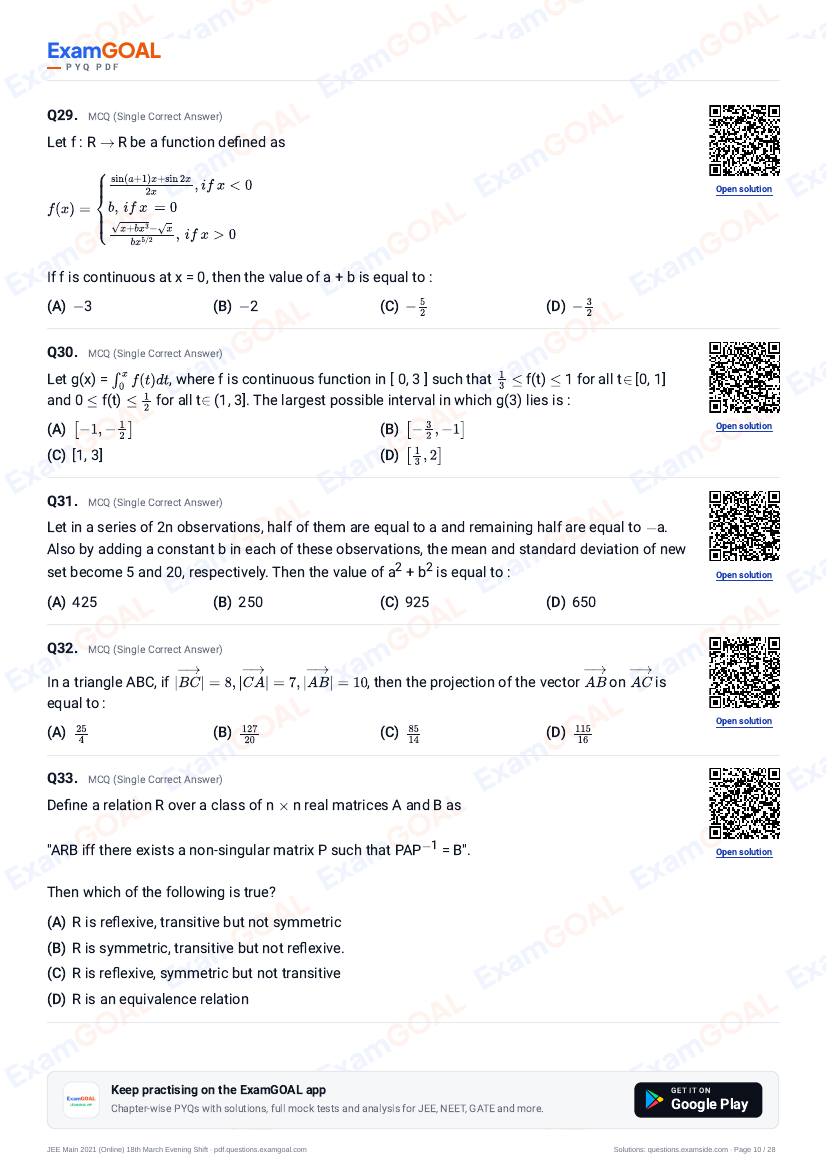 ExamGOAL
PYQ PDF
Q29. MCQ (Single Correct Answer)
Let f : R → R be a function defined as
f(x) = { (sin(a+1)x+sin 2x)/(2x), if x < 0
b, if x = 0
(√(x+bx³)−√x)/(bx^{5/2}), if x > 0
If f is continuous at x = 0, then the value of a + b is equal to :
(A) −3 (B) −2 (C) −5/2 (D) −3/2
Open solution
Q30. MCQ (Single Correct Answer)
Let g(x) = ∫₀ˣ f(t)dt, where f is continuous function in [ 0, 3 ] such that 1/3 ≤ f(t) ≤ 1 for all t∈ [0, 1]
and 0 ≤ f(t) ≤ 1/2 for all t∈ (1, 3]. The largest possible interval in which g(3) lies is :
(A) [−1, −1/2] (B) [−3/2, −1]
(C) [1, 3] (D) [1/3, 2]
Open solution
Q31. MCQ (Single Correct Answer)
Let in a series of 2n observations, half of them are equal to a and remaining half are equal to −a.
Also by adding a constant b in each of these observations, the mean and standard deviation of new
set become 5 and 20, respectively. Then the value of a² + b² is equal to :
(A) 425 (B) 250 (C) 925 (D) 650
Open solution
Q32. MCQ (Single Correct Answer)
In a triangle ABC, if |BC→| = 8, |CA→| = 7, |AB→| = 10, then the projection of the vector AB→ on AC→ is
equal to :
(A) 25/4 (B) 127/20 (C) 85/14 (D) 115/16
Open solution
Q33. MCQ (Single Correct Answer)
Define a relation R over a class of n × n real matrices A and B as
"ARB iff there exists a non-singular matrix P such that PAP⁻¹ = B".
Then which of the following is true?
(A) R is reflexive, transitive but not symmetric
(B) R is symmetric, transitive but not reflexive.
(C) R is reflexive, symmetric but not transitive
(D) R is an equivalence relation
Open solution
ExamGOAL
Keep practising on the ExamGOAL app
Chapter-wise PYQs with solutions, full mock tests and analysis for JEE, NEET, GATE and more.
GET IT ON
Google Play
JEE Main 2021 (Online) 18th March Evening Shift · pdf.questions.examgoal.com
Solutions: questions.examside.com · Page 10 / 28